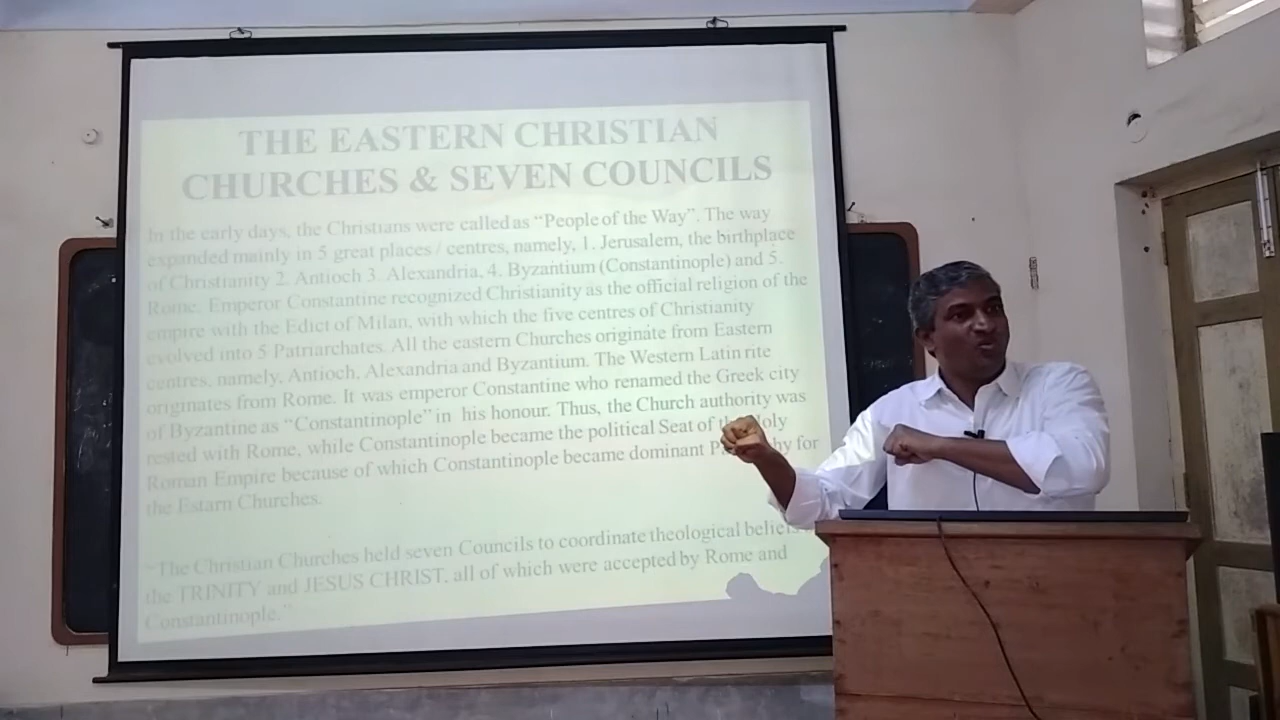 THE EASTERN CHRISTIAN
CHURCHES & SEVEN COUNCILS
In the early days, the Christians were called as “People of the Way”. The way
expanded mainly in 5 great places / centres, namely, 1. Jerusalem, the birthplace
of Christianity 2. Antioch 3. Alexandria, 4. Byzantium (Constantinople) and 5.
Rome. Emperor Constantine recognized Christianity as the official religion of the
empire with the Edict of Milan, with which the five centres of Christianity
evolved into 5 Patriarchates. All the eastern Churches originate from Eastern
centres, namely, Antioch, Alexandria and Byzantium. The Western Latin rite
originates from Rome. It was emperor Constantine who renamed the Greek city
of Byzantine as “Constantinople” in his honour. Thus, the Church authority was
rested with Rome, while Constantinople became the political Seat of the Holy
Roman Empire because of which Constantinople became dominant for
the Estarn Churches.
“The Christian Churches held seven Councils to coordinate theological beliefs
the TRINITY and JESUS CHRIST, all of which were accepted by Rome and
Constantinople.”